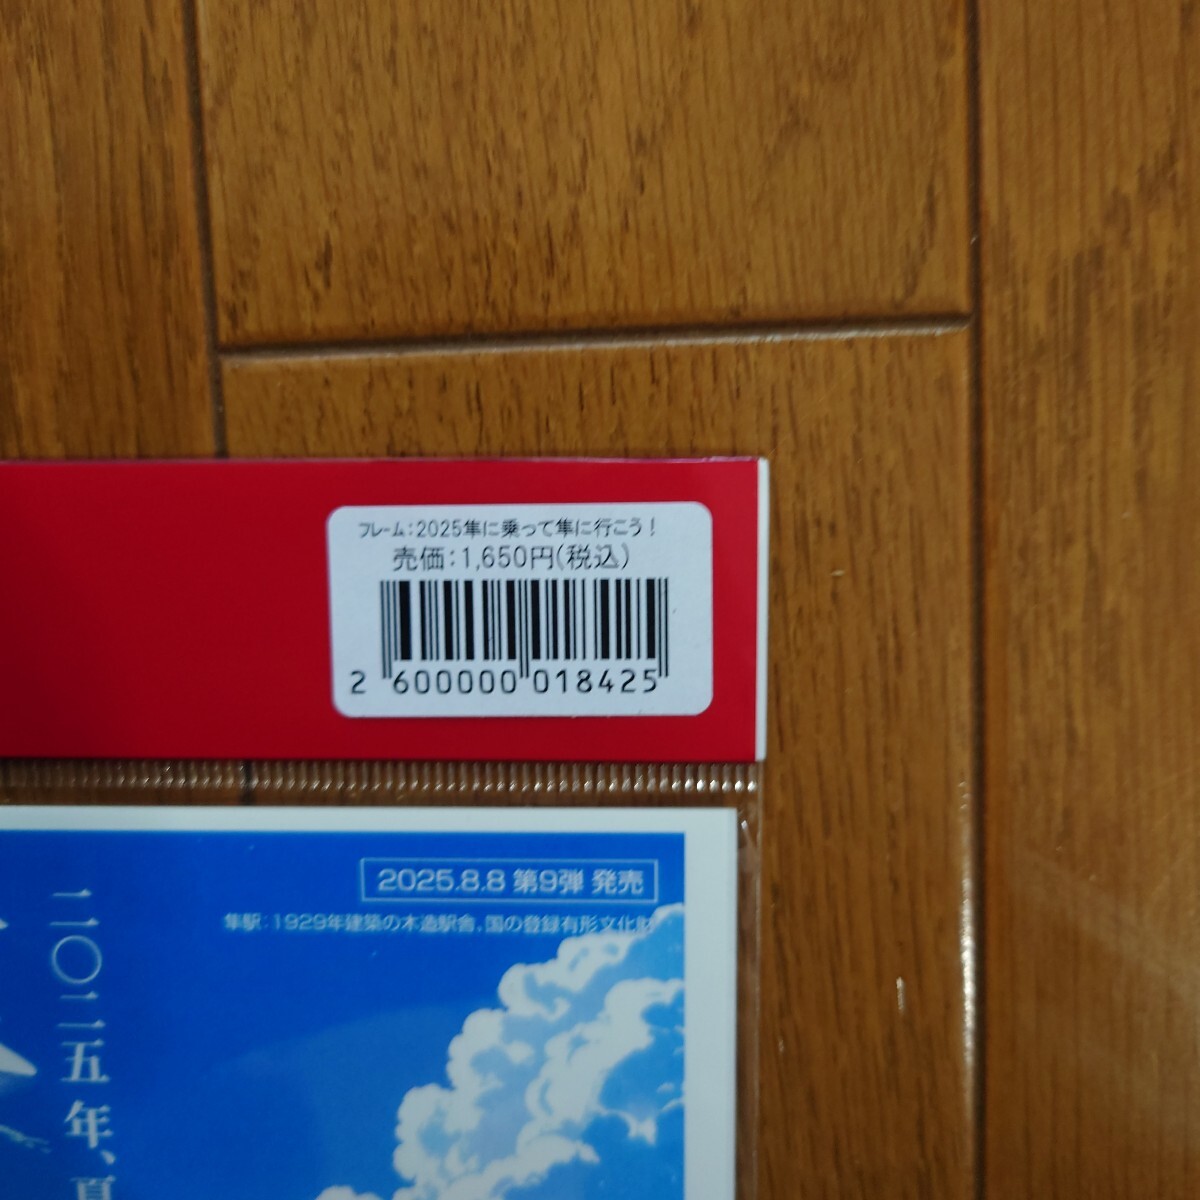 フレーム:2025隼に乗って隼に行こう!
売価:1,650円(税込)
2 600000 018425
2025.8.8 第9弾 発売
隼駅:1929年建築の木造駅舎,国の登録有形文化財
二〇二五年、夏